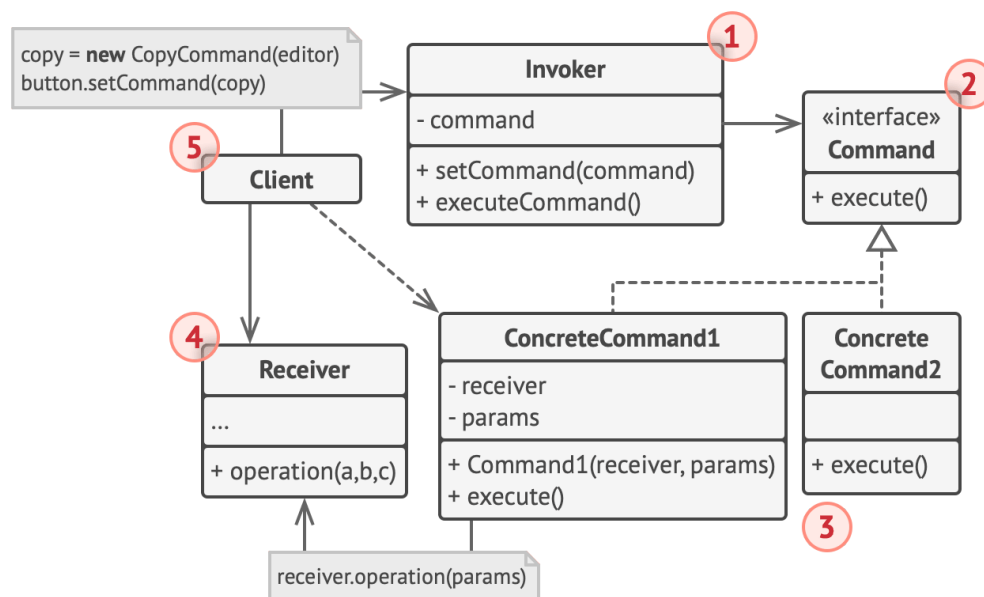 copy = new CopyCommand(editor)
button.setCommand(copy)
1
Invoker
- command
+ setCommand(command)
+ executeCommand()
2
«interface»
Command
+ execute()
5
Client
4
Receiver
...
+ operation(a,b,c)
ConcreteCommand1
- receiver
- params
+ Command1(receiver, params)
+ execute()
Concrete
Command2
+ execute()
3
receiver.operation(params)